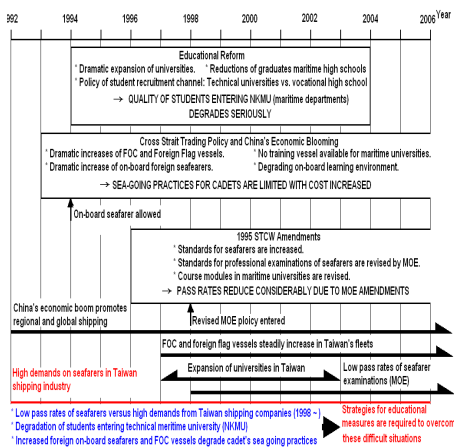 Year
1992 1994 1996 1998 2000 2002 2004 2006
Educational Reform
* Dramatic expansion of universities. * Reductions of graduates maritime high schools
* Policy of student recruitment channel: Technical universities vs. vocational high school
→ QUALITY OF STUDENTS ENTERING NKMU (maritime departments)
DEGRADES SERIOUSLY
Cross Strait Trading Policy and China's Economic Blooming
* Dramatic increases of FOC and Foreign Flag vessels. * No training vessel available for maritime universities.
* Dramatic increase of on-board foreign seafearers. * Degrading on-board learning environment.
→ SEA-GOING PRACTICES FOR CADETS ARE LIMITED WITH COST INCREASED
On-board seafarer allowed
1995 STCW Amendments
* Standards for seafarers are increased.
* Standards for professional examinations of seafarers are revised by MOE.
* Course modules in maritime universities are revised.
→ PASS RATES REDUCE CONSIDERABLY DUE TO MOE AMENDMENTS
China's economic boom promotes
regional and global shipping
Revised MOE ploicy entered
FOC and foreign flag vessels steadily increase in Taiwan's fleets
High demands on seafarers in Taiwan
shipping industry
Expansion of universities in Taiwan
Low pass rates of seafarer
examinations (MOE)
* Low pass rates of seafarers versus high demands from Taiwan shipping companies (1998 ~ )
* Degradation of students entering technical maritime university (NKMU)
* Increased foreign on-board seafarers and FOC vessels degrade cadet's sea going practices
Strategies for educational
measures are required to overcom
these difficult situations